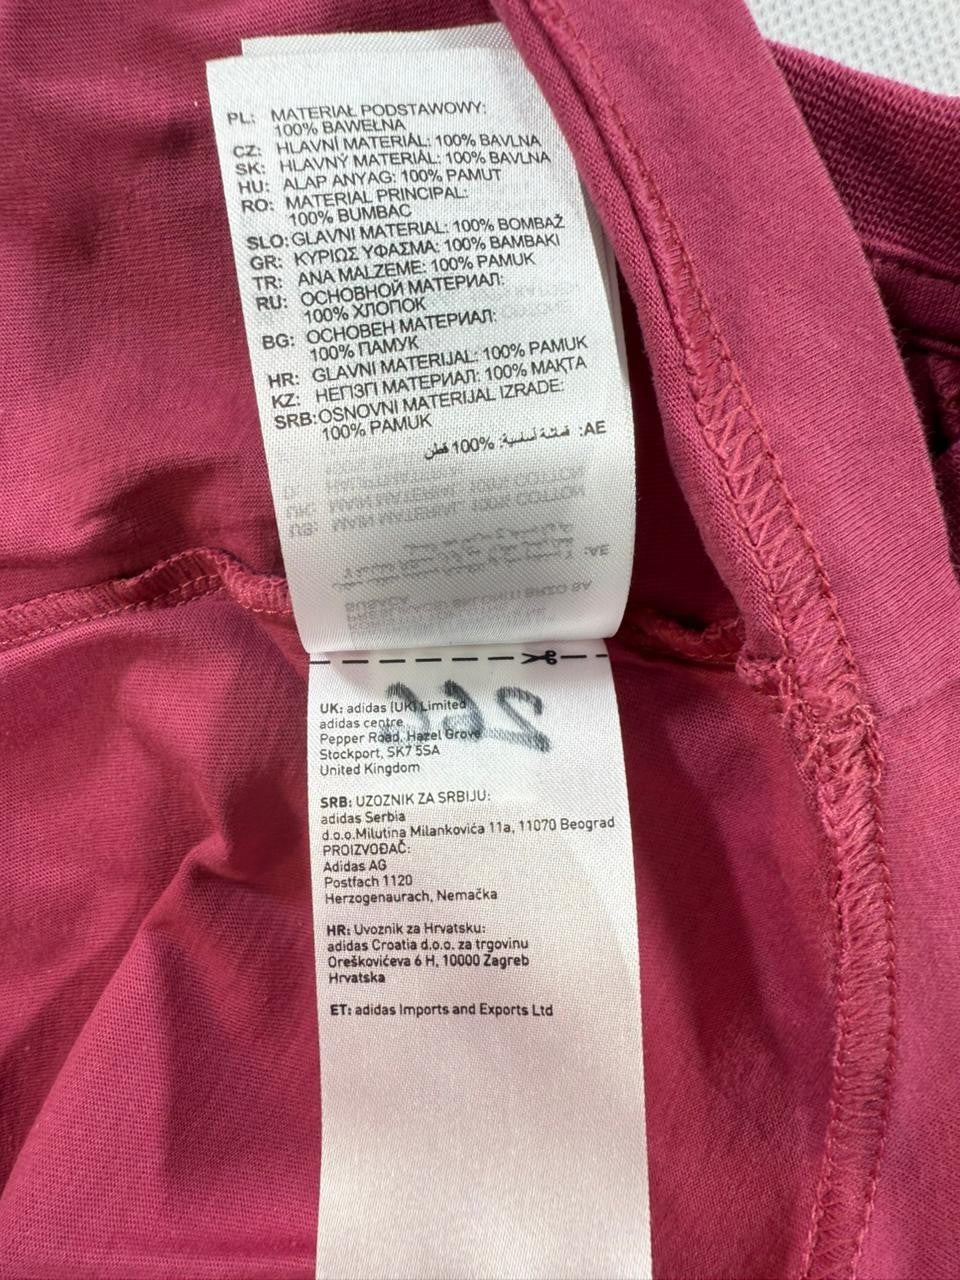 PL: MATERIAŁ PODSTAWOWY:
100% BAWEŁNA
CZ: HLAVNÍ MATERIÁL: 100% BAVLNA
SK: HLAVNÝ MATERIÁL: 100% BAVLNA
HU: ALAP ANYAG: 100% PAMUT
RO: MATERIAL PRINCIPAL:
100% BUMBAC
SLO: GLAVNI MATERIAL: 100% BOMBAŽ
GR: ΚΥΡΙΩΣ ΥΦΑΣΜΑ: 100% ΒΑΜΒΑΚΙ
TR: ANA MALZEME: 100% PAMUK
RU: ОСНОВНОЙ МАТЕРИАЛ:
100% ХЛОПОК
BG: ОСНОВЕН МАТЕРИАЛ:
100% ПАМУК
HR: GLAVNI MATERIJAL: 100% PAMUK
KZ: НЕГІЗГІ МАТЕРИАЛ: 100% МАҚТА
SRB: OSNOVNI MATERIJAL IZRADE:
100% PAMUK
AE: قماشة أساسية: 100% قطن
UK: adidas (UK) Limited
adidas centre
Pepper Road, Hazel Grove
Stockport, SK7 5SA
United Kingdom
SRB: UZOZNIK ZA SRBIJU:
adidas Serbia
d.o.o.Milutina Milankovića 11a, 11070 Beograd
PROIZVOĐAČ:
Adidas AG
Postfach 1120
Herzogenaurach, Nemačka
HR: Uvoznik za Hrvatsku:
adidas Croatia d.o.o. za trgovinu
Oreškovićeva 6 H, 10000 Zagreb
Hrvatska
ET: adidas Imports and Exports Ltd